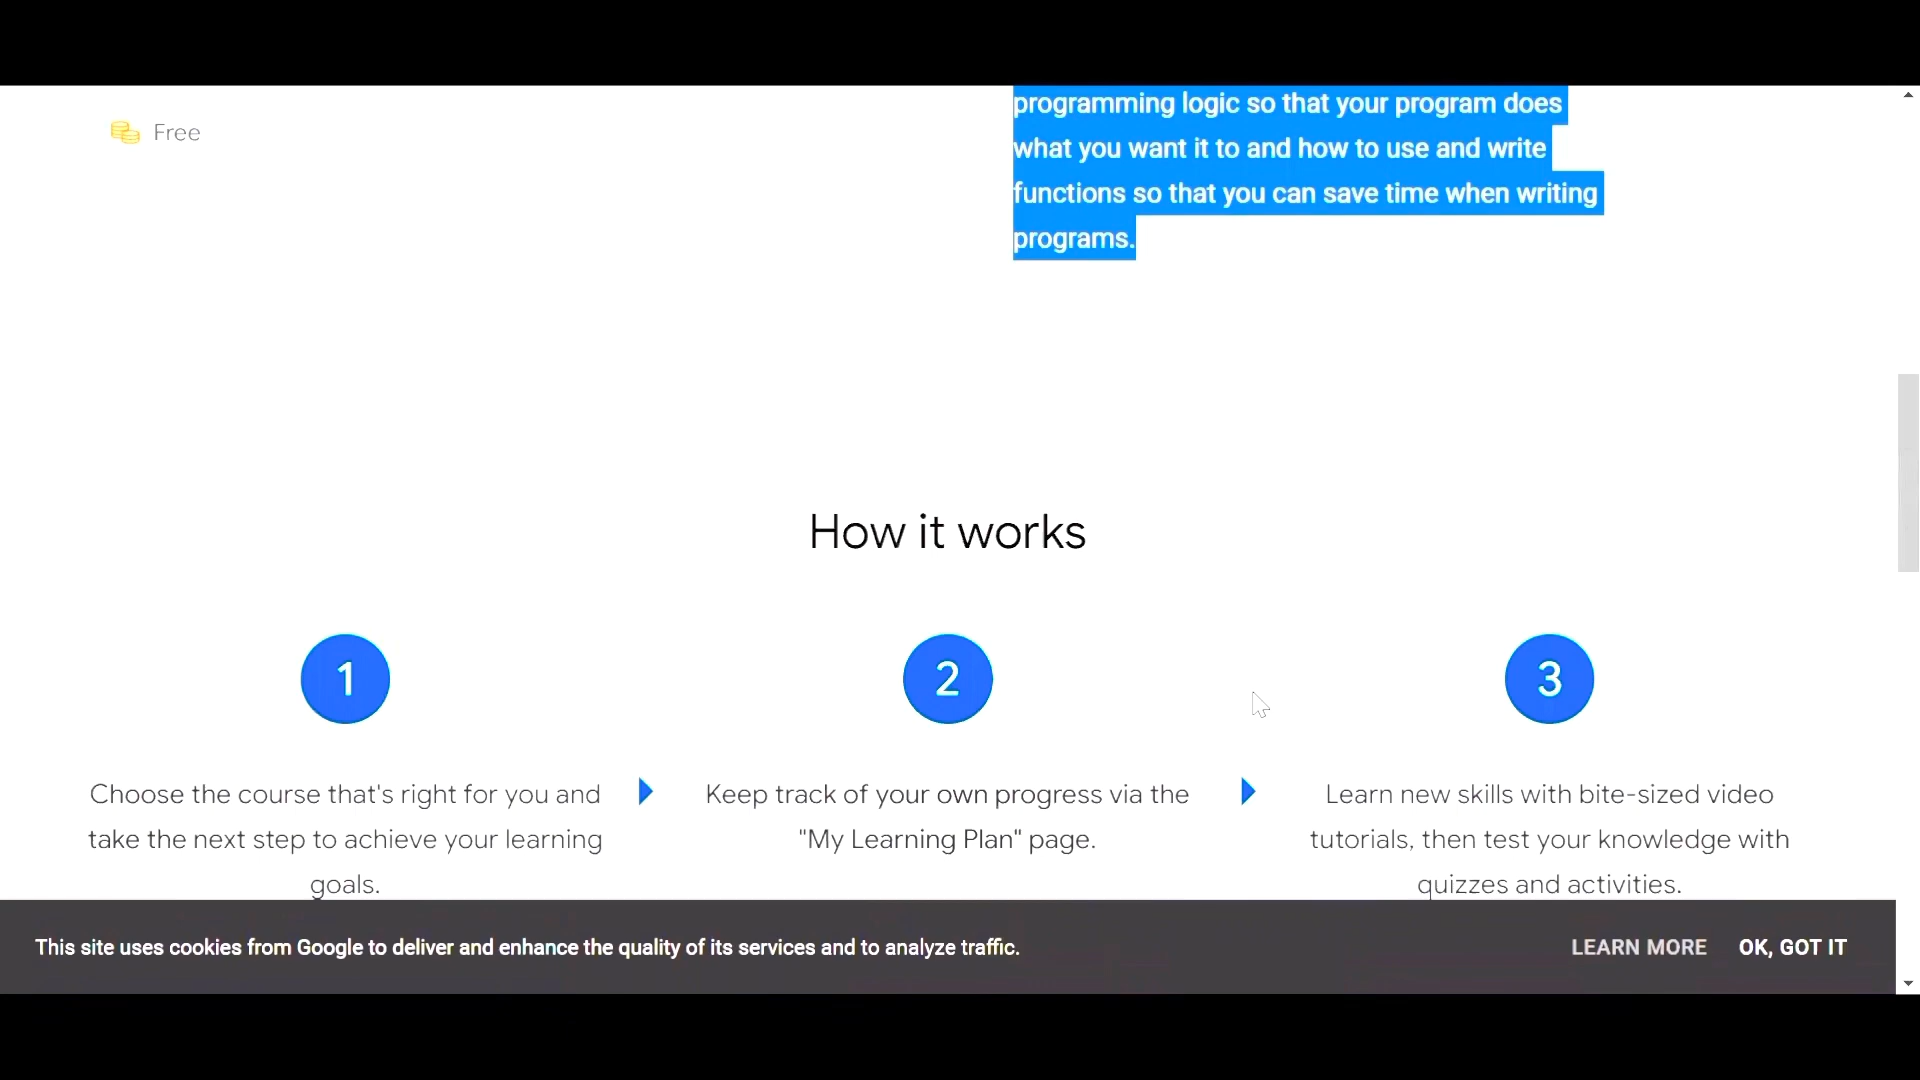 Free
programming logic so that your program does
what you want it to and how to use and write
functions so that you can save time when writing
programs.
How it works
1
2
3
Choose the course that's right for you and
take the next step to achieve your learning
goals.
Keep track of your own progress via the
"My Learning Plan" page.
Learn new skills with bite-sized video
tutorials, then test your knowledge with
quizzes and activities.
This site uses cookies from Google to deliver and enhance the quality of its services and to analyze traffic.
LEARN MORE
OK, GOT IT